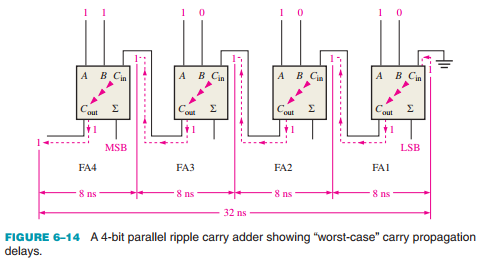 1 1 1 0 1 0 1 0
1 1 1 1
A B Cin A B Cin A B Cin A B Cin
Cout Σ Cout Σ Cout Σ Cout Σ
1 1 1 1
1 MSB LSB
FA4 FA3 FA2 FA1
8 ns 8 ns 8 ns 8 ns
32 ns
FIGURE 6–14 A 4-bit parallel ripple carry adder showing “worst-case” carry propagation
delays.